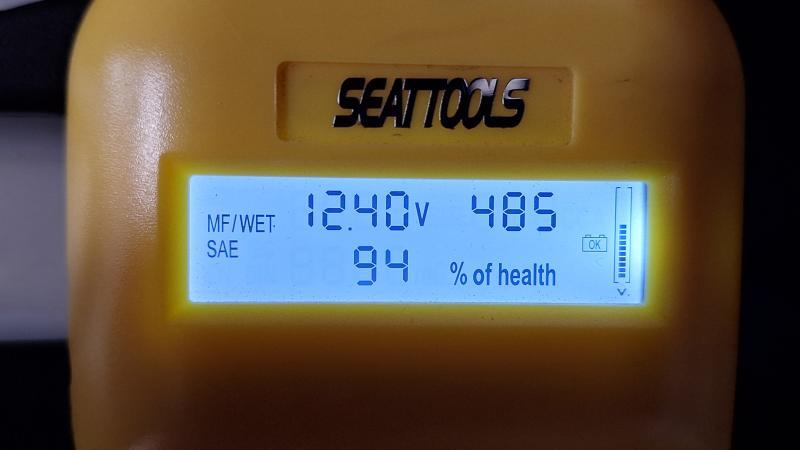 SEATTOOLS
MF/WET 12.40V 485
SAE
OK
94 % of health